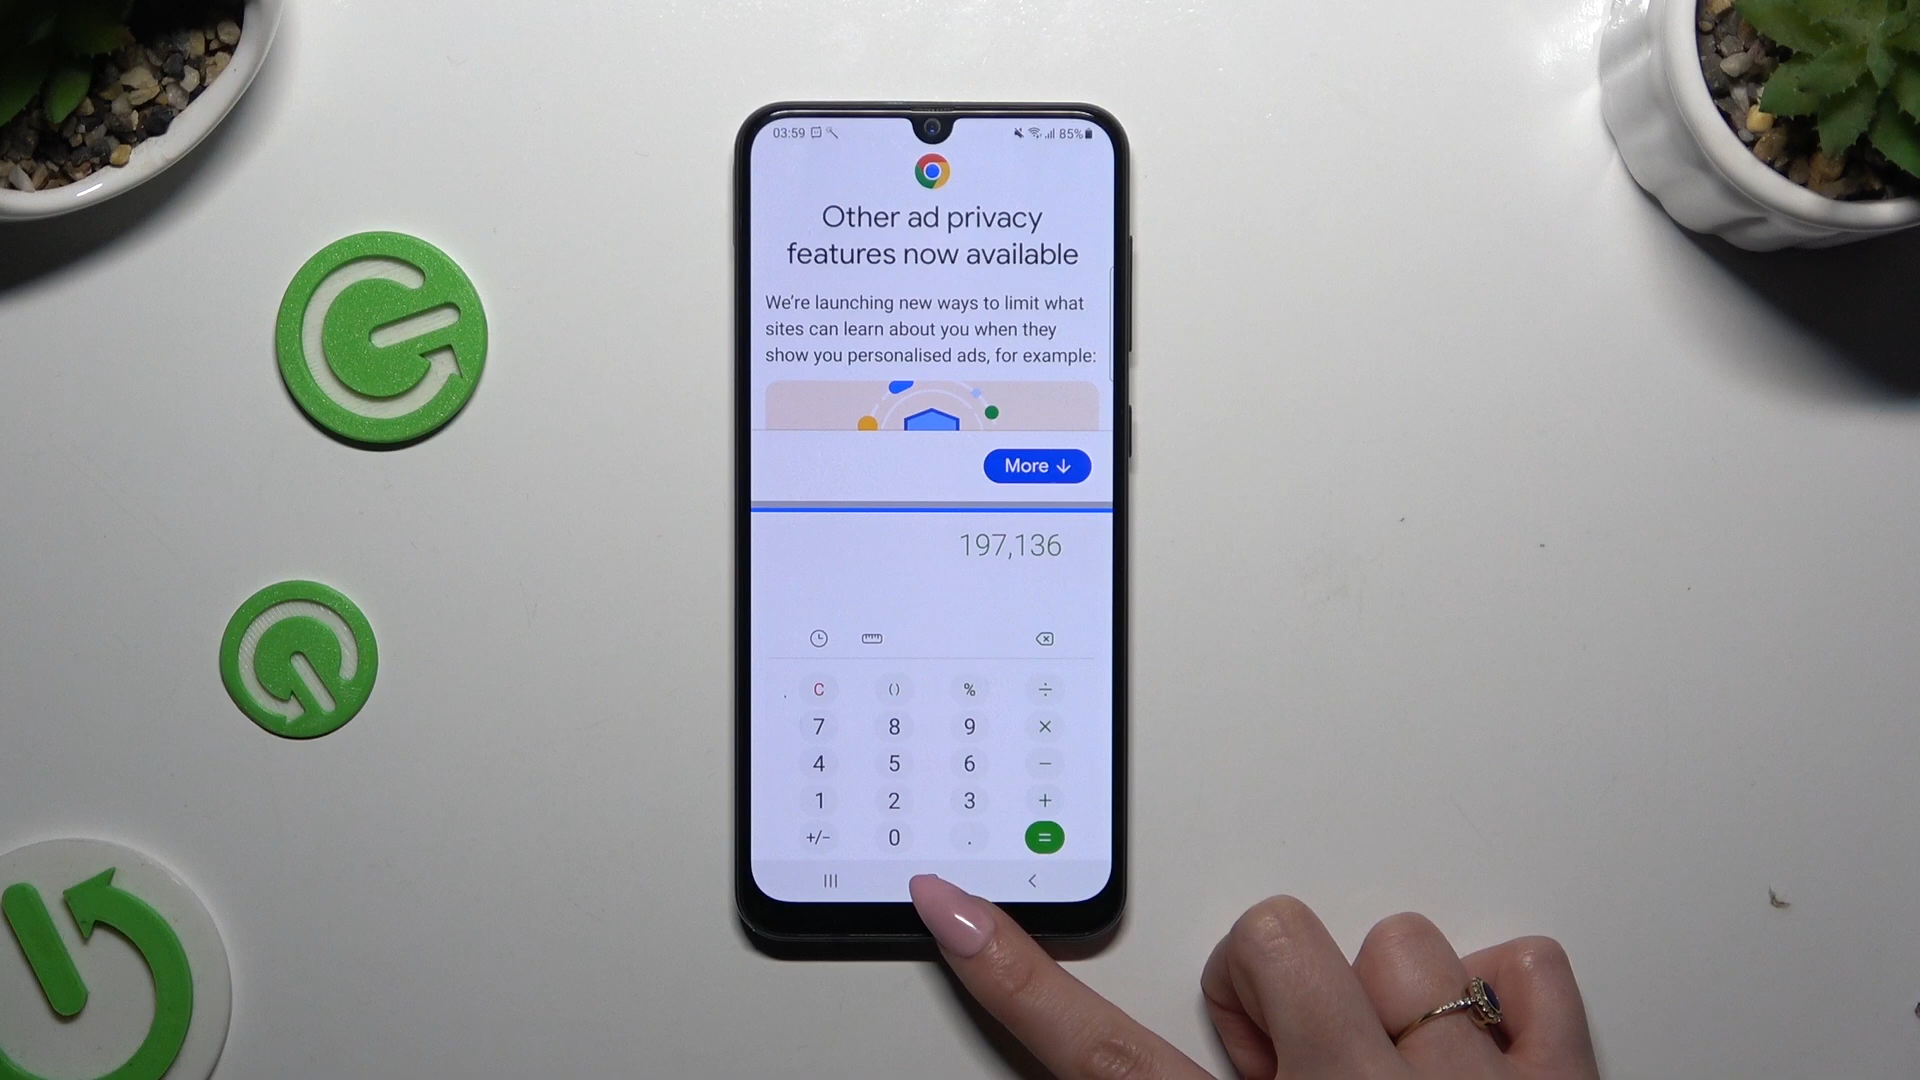 03:59 85%
Other ad privacy
features now available
We're launching new ways to limit what
sites can learn about you when they
show you personalised ads, for example:
More ↓
197,136
C () % ÷
7 8 9 ×
4 5 6 −
1 2 3 +
+/− 0 . =